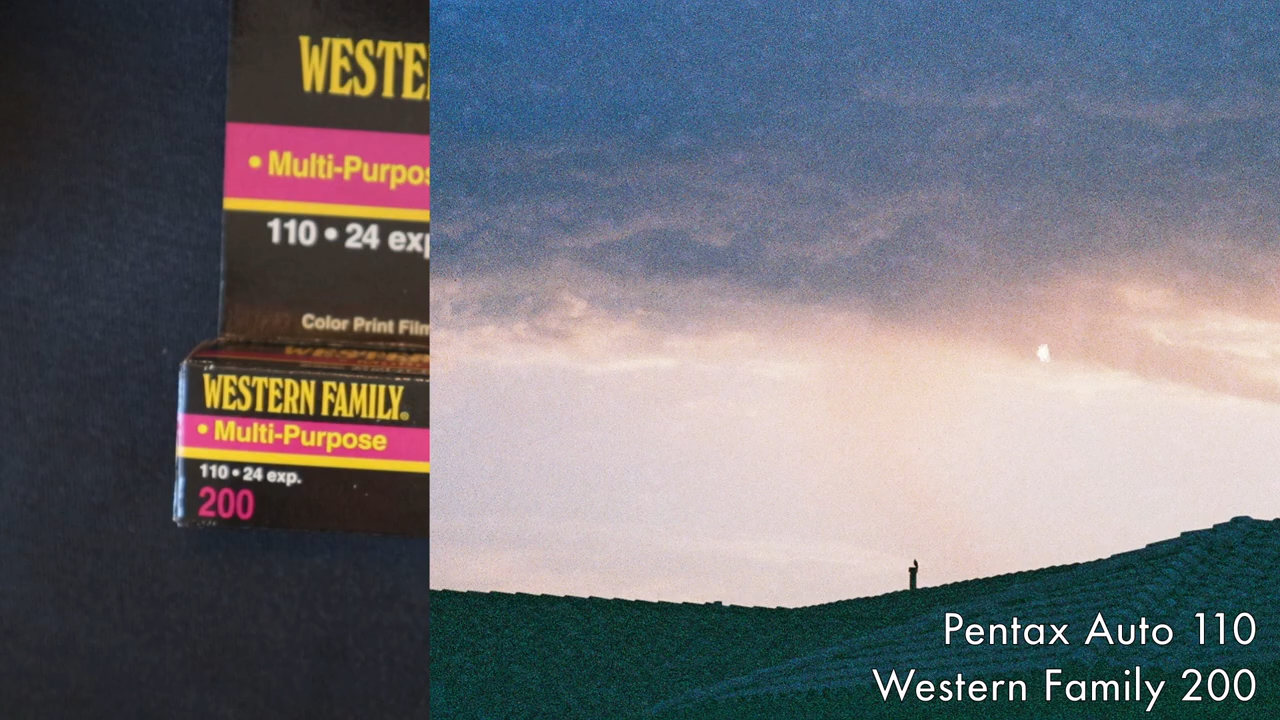 WESTE
• Multi-Purpos
110 • 24 exp
Color Print Film
WESTERN FAMILY®
• Multi-Purpose
110 • 24 exp.
200
Pentax Auto 110
Western Family 200